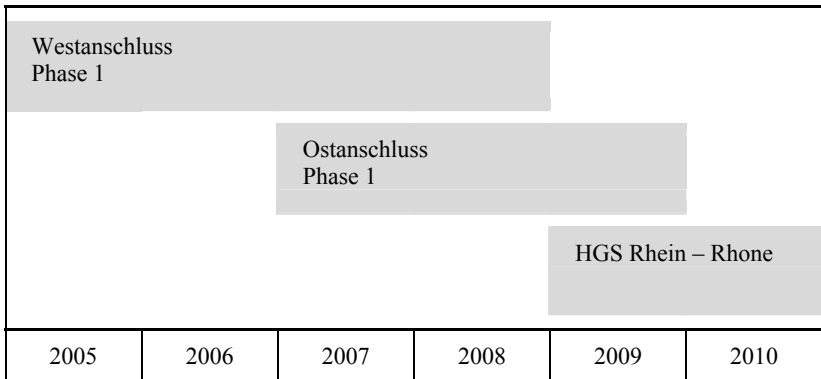 Westanschluss
Phase 1
Ostanschluss
Phase 1
HGS Rhein – Rhone
2005 2006 2007 2008 2009 2010